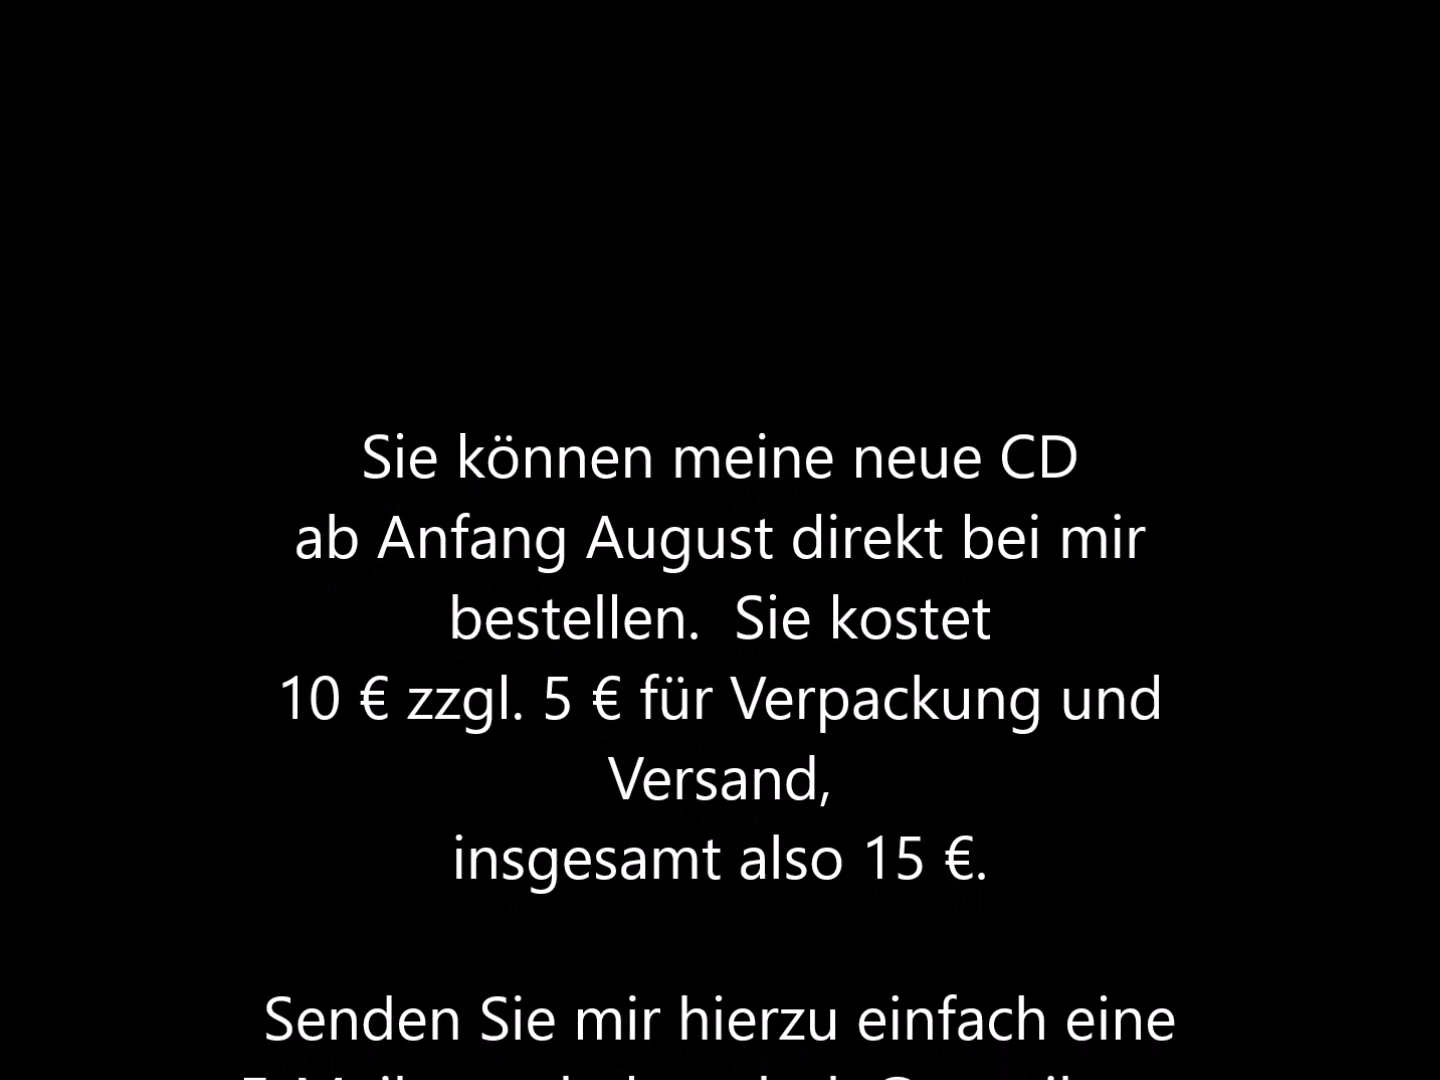 Sie können meine neue CD
ab Anfang August direkt bei mir
bestellen.  Sie kostet
10 € zzgl. 5 € für Verpackung und
Versand,
insgesamt also 15 €.
Senden Sie mir hierzu einfach eine